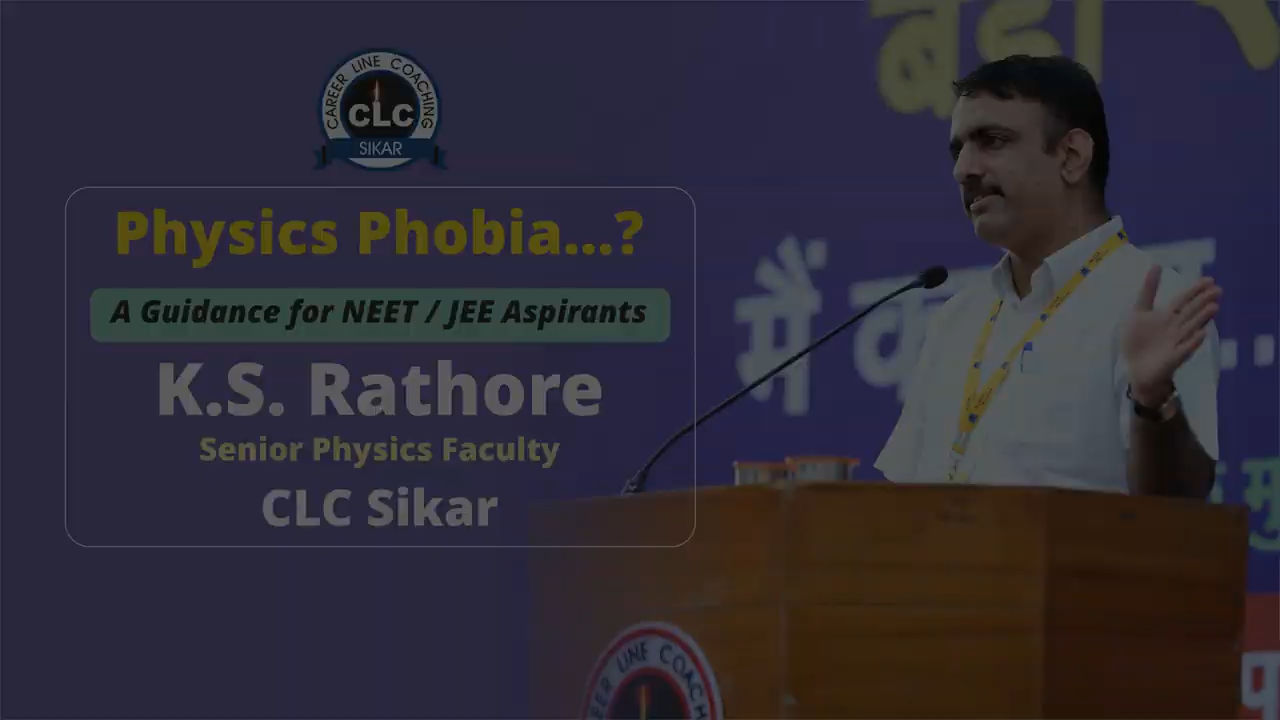 CAREER LINE COACHING
CLC
SIKAR
Physics Phobia...?
A Guidance for NEET / JEE Aspirants
K.S. Rathore
Senior Physics Faculty
CLC Sikar
में